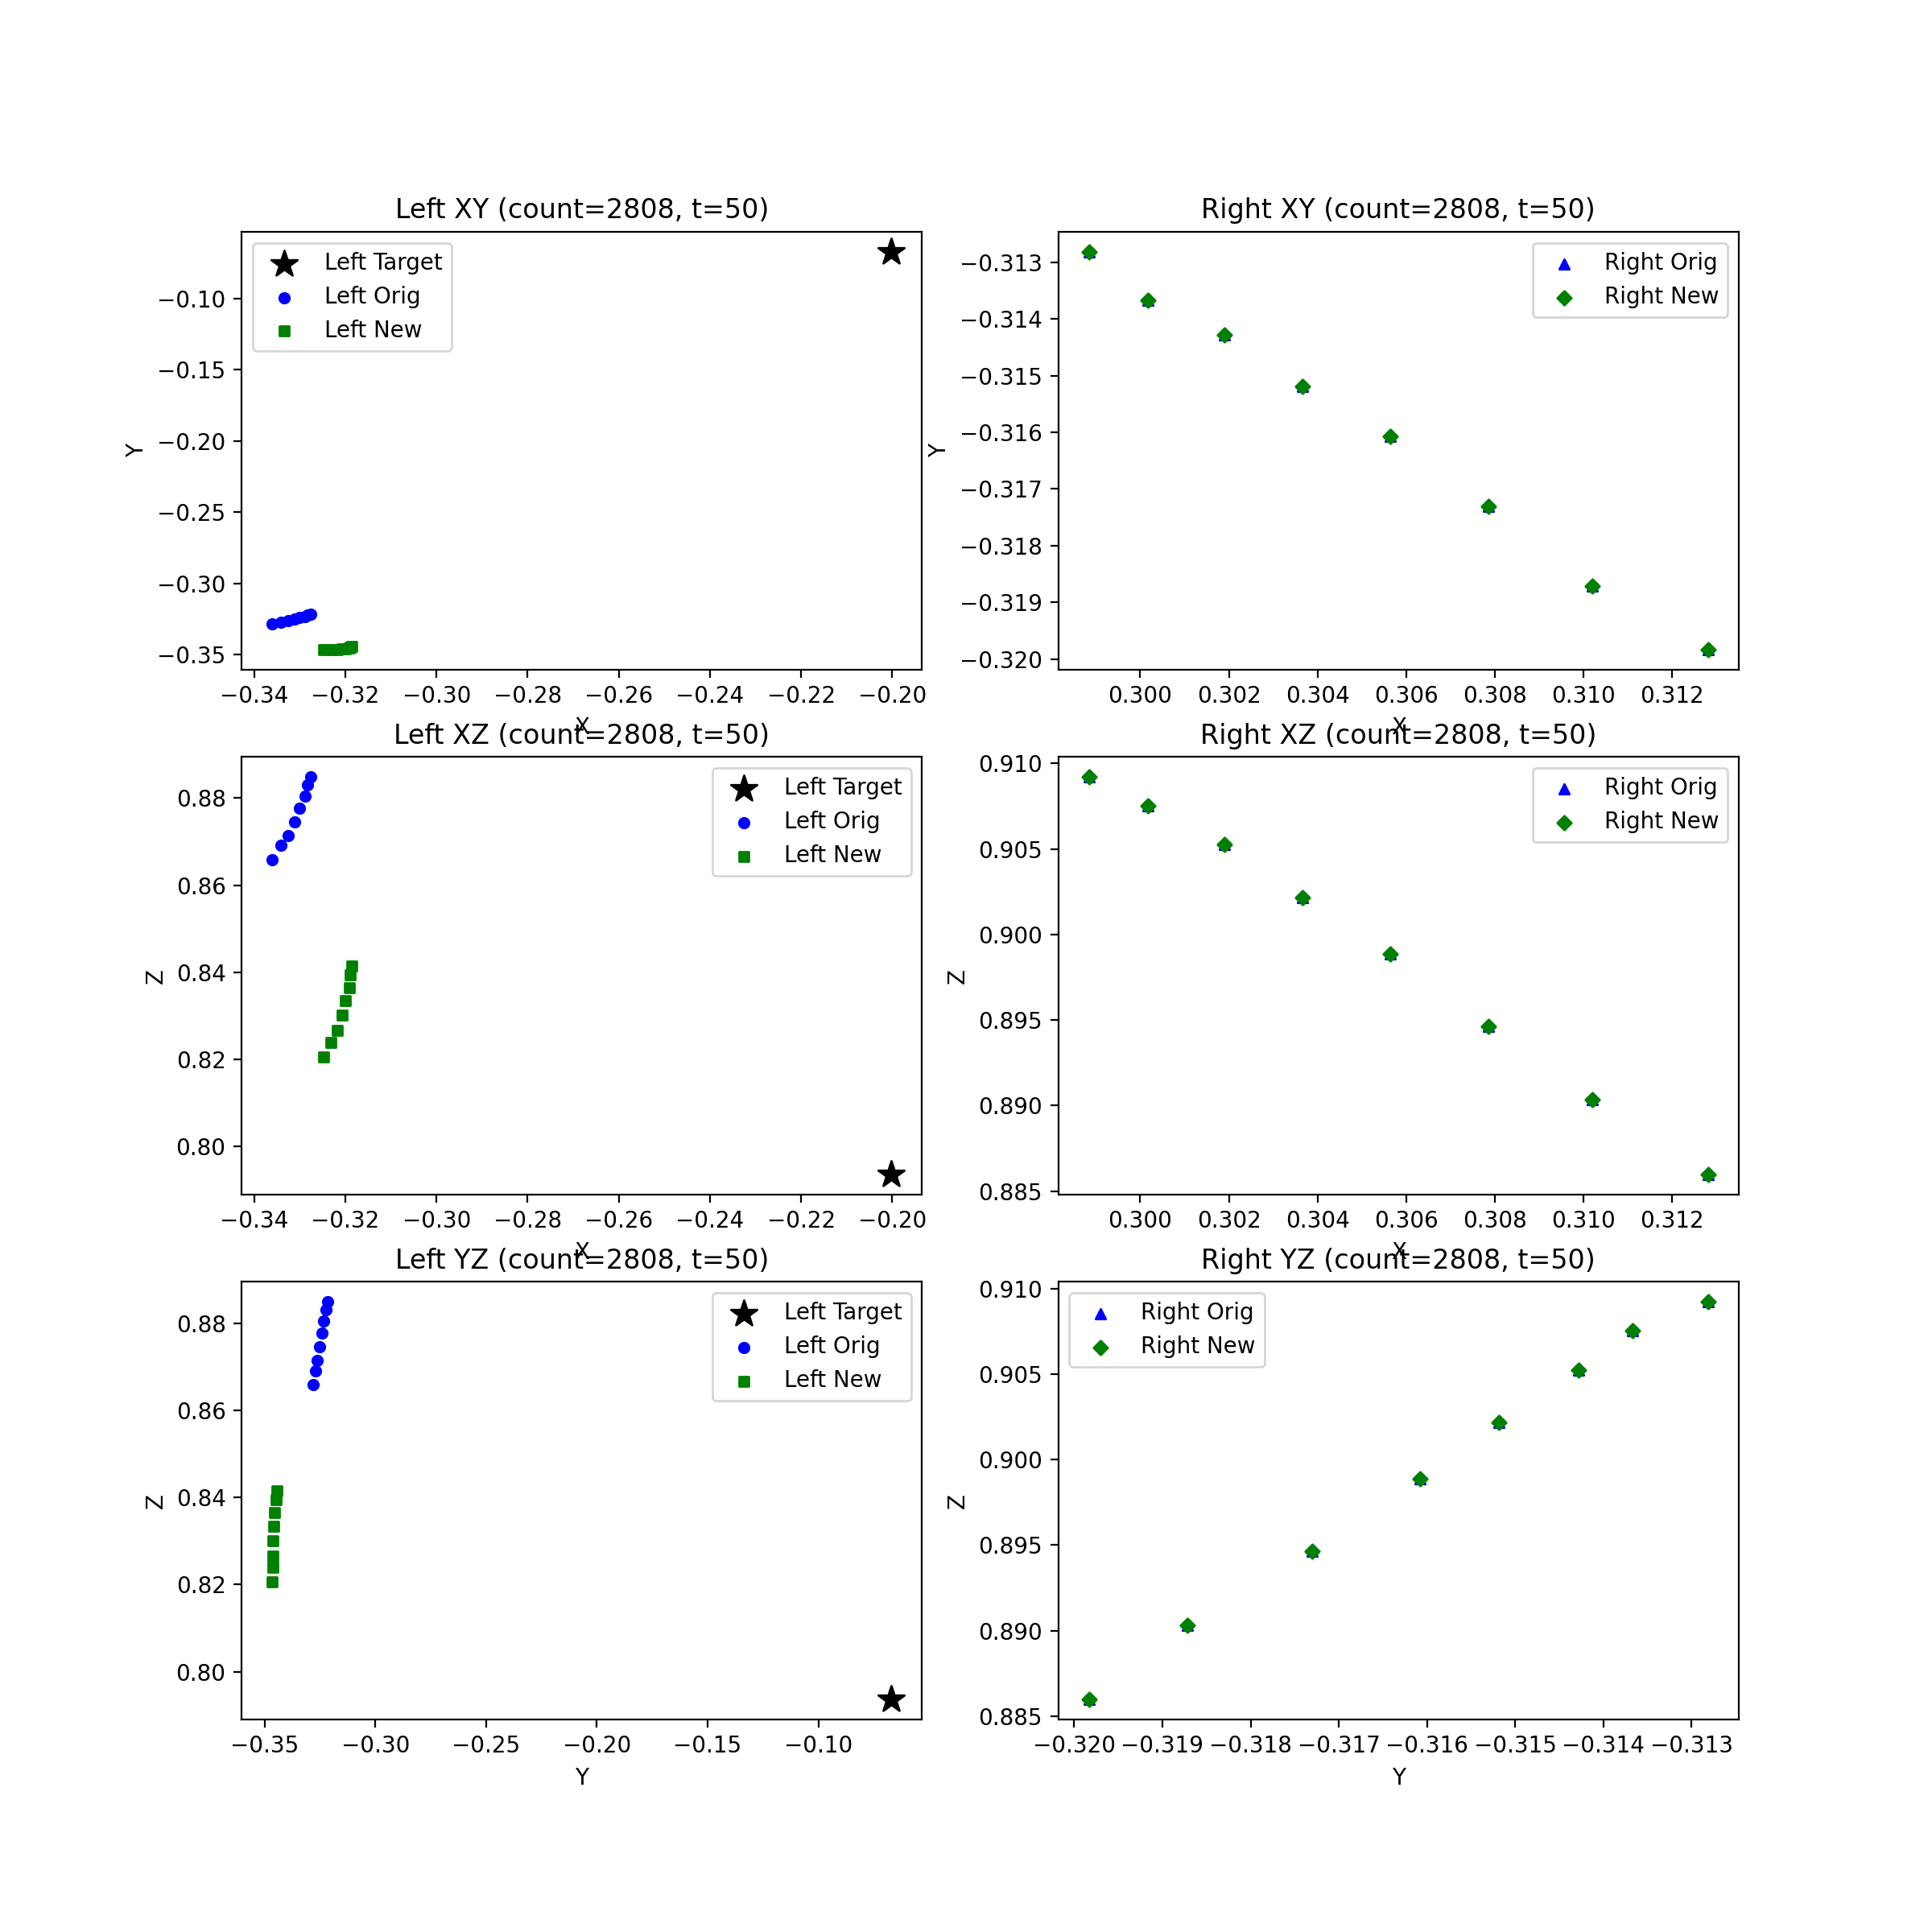 Left XY (count=2808, t=50)
Left Target
Left Orig
Left New
Y
−0.10
−0.15
−0.20
−0.25
−0.30
−0.35
−0.34 −0.32 −0.30 −0.28 −0.26 −0.24 −0.22 −0.20
X
Right XY (count=2808, t=50)
Right Orig
Right New
Y
−0.313
−0.314
−0.315
−0.316
−0.317
−0.318
−0.319
−0.320
0.300 0.302 0.304 0.306 0.308 0.310 0.312
X
Left XZ (count=2808, t=50)
Left Target
Left Orig
Left New
Z
0.88
0.86
0.84
0.82
0.80
−0.34 −0.32 −0.30 −0.28 −0.26 −0.24 −0.22 −0.20
X
Right XZ (count=2808, t=50)
Right Orig
Right New
Z
0.910
0.905
0.900
0.895
0.890
0.885
0.300 0.302 0.304 0.306 0.308 0.310 0.312
X
Left YZ (count=2808, t=50)
Left Target
Left Orig
Left New
Z
0.88
0.86
0.84
0.82
0.80
−0.35 −0.30 −0.25 −0.20 −0.15 −0.10
Y
Right YZ (count=2808, t=50)
Right Orig
Right New
Z
0.910
0.905
0.900
0.895
0.890
0.885
−0.320 −0.319 −0.318 −0.317 −0.316 −0.315 −0.314 −0.313
Y